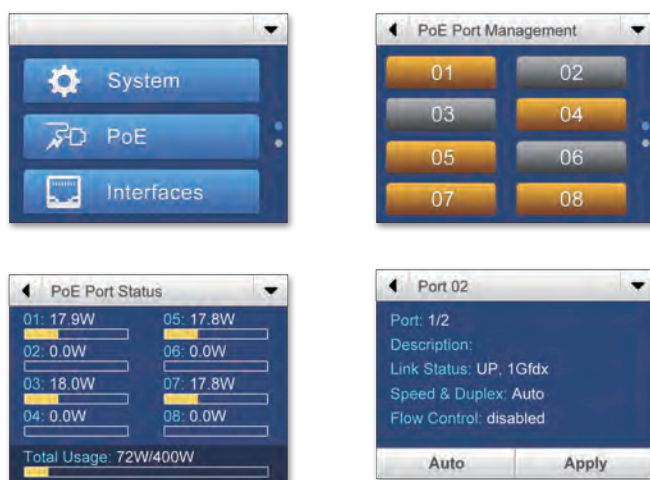 System
PoE
Interfaces
PoE Port Management
01 02
03 04
05 06
07 08
PoE Port Status
01: 17.9W 05: 17.8W
02: 0.0W 06: 0.0W
03: 18.0W 07: 17.8W
04: 0.0W 08: 0.0W
Total Usage: 72W/400W
Port 02
Port: 1/2
Description:
Link Status: UP, 1Gfdx
Speed & Duplex: Auto
Flow Control: disabled
Auto Apply